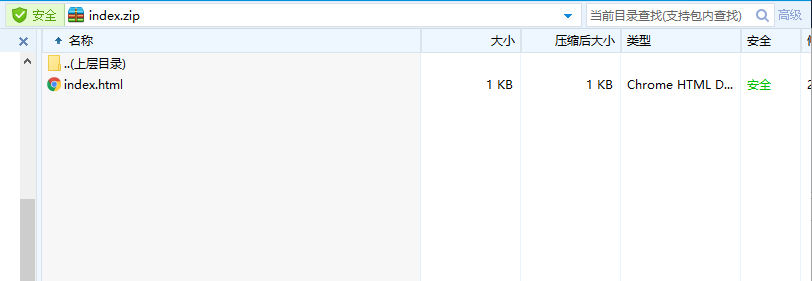 安全 index.zip 当前目录查找(支持包内查找) 高级
名称 大小 压缩后大小 类型 安全
..(上层目录)
index.html 1 KB 1 KB Chrome HTML D... 安全